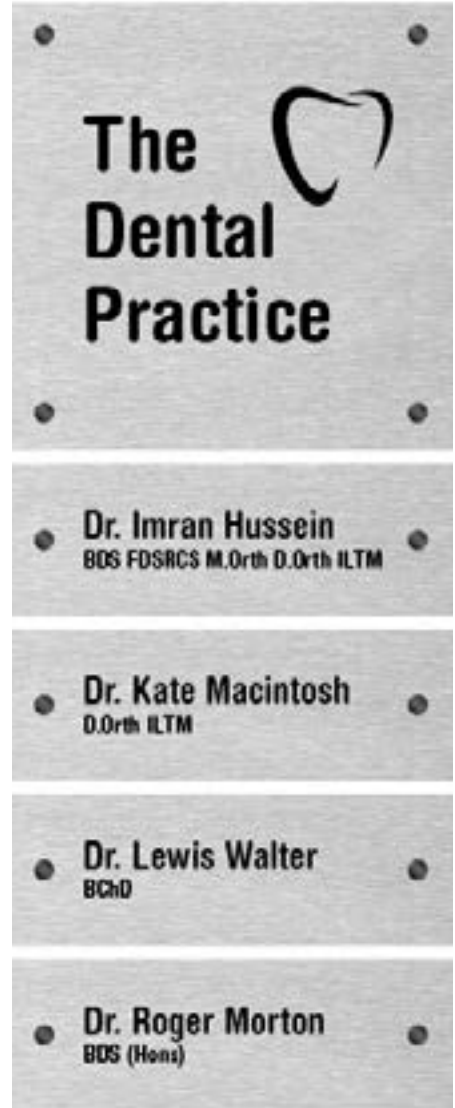 The
Dental
Practice
Dr. Imran Hussein
BDS FDSRCS M.Orth D.Orth ILTM
Dr. Kate Macintosh
D.Orth ILTM
Dr. Lewis Walter
BChD
Dr. Roger Morton
BDS (Hons)